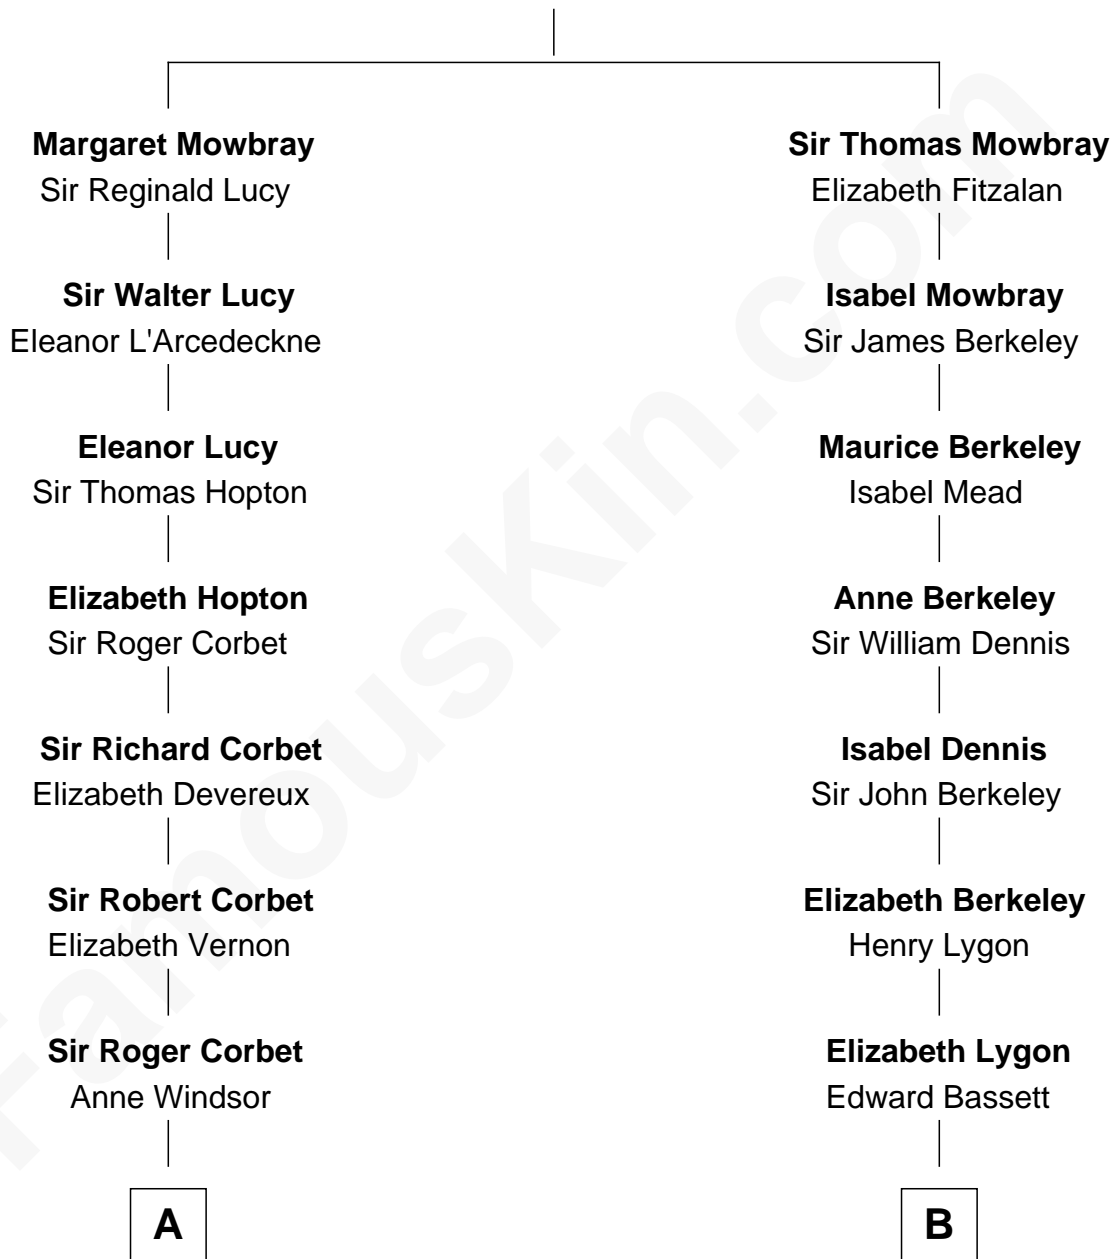 Margaret Mowbray
Sir Reginald Lucy
Sir Walter Lucy
Eleanor L'Arcedeckne
Eleanor Lucy
Sir Thomas Hopton
Elizabeth Hopton
Sir Roger Corbet
Sir Richard Corbet
Elizabeth Devereux
Sir Robert Corbet
Elizabeth Vernon
Sir Roger Corbet
Anne Windsor
A
Sir Thomas Mowbray
Elizabeth Fitzalan
Isabel Mowbray
Sir James Berkeley
Maurice Berkeley
Isabel Mead
Anne Berkeley
Sir William Dennis
Isabel Dennis
Sir John Berkeley
Elizabeth Berkeley
Henry Lygon
Elizabeth Lygon
Edward Bassett
B
FamousKin.com